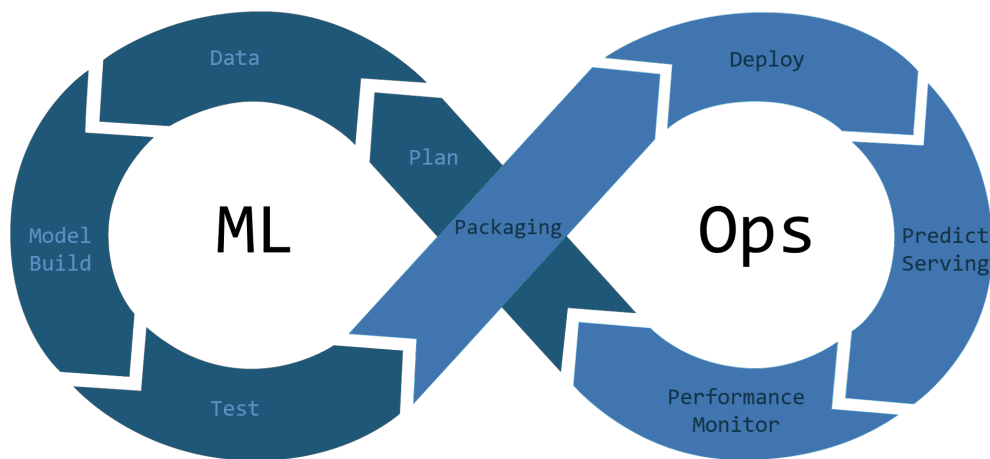 Data
Deploy
Plan
ML
Packaging
Ops
Model
Build
Predict
Serving
Test
Performance
Monitor